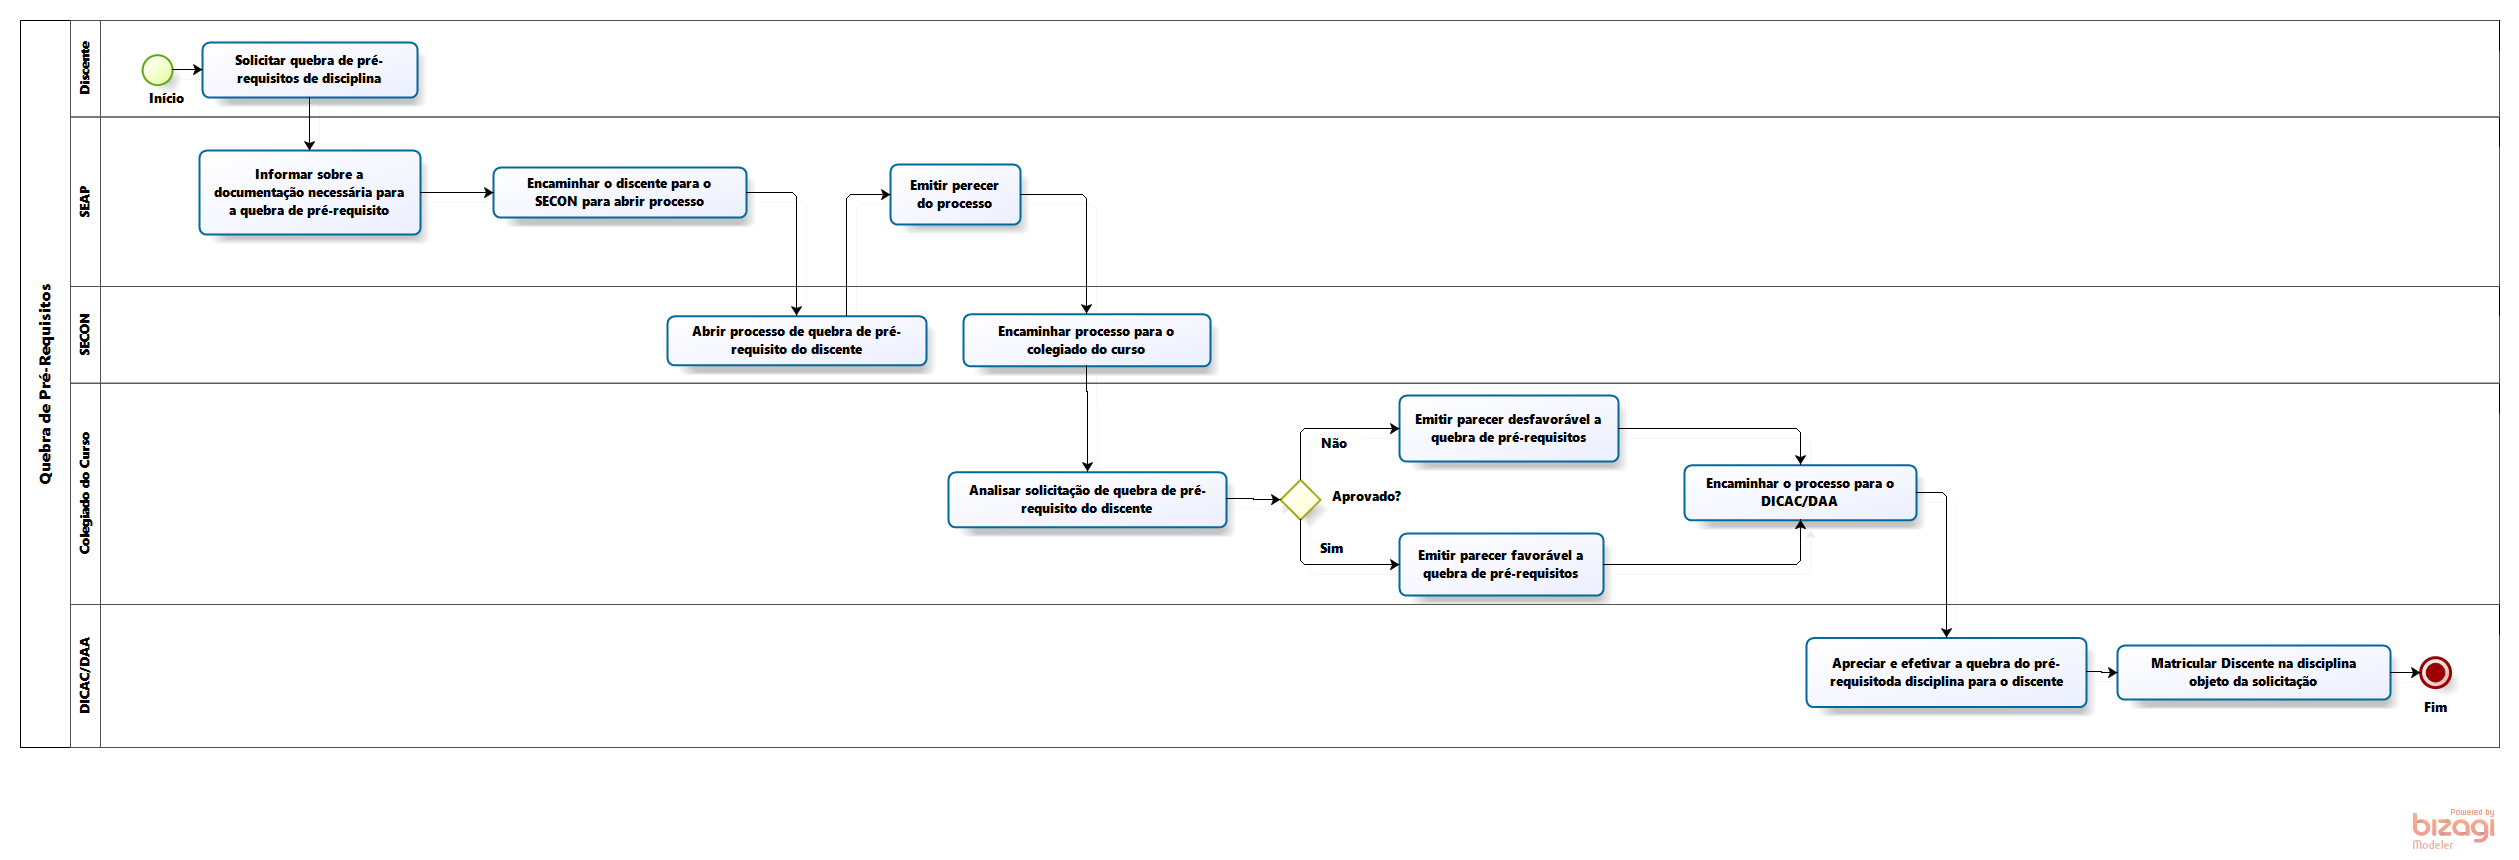 Quebra de Pré-Requisitos
Discente
Início
Solicitar quebra de pré-
requisitos de disciplina
SEAP
Informar sobre a
documentação necessária para
a quebra de pré-requisito
Encaminhar o discente para o
SECON para abrir processo
Emitir perecer
do processo
SECON
Abrir processo de quebra de pré-
requisito do discente
Encaminhar processo para o
colegiado do curso
Colegiado do Curso
Analisar solicitação de quebra de pré-
requisito do discente
Aprovado?
Não
Emitir parecer desfavorável a
quebra de pré-requisitos
Sim
Emitir parecer favorável a
quebra de pré-requisitos
Encaminhar o processo para o
DICAC/DAA
DICAC/DAA
Apreciar e efetivar a quebra do pré-
requisitoda disciplina para o discente
Matricular Discente na disciplina
objeto da solicitação
Fim
Powered by
bizagi
Modeler